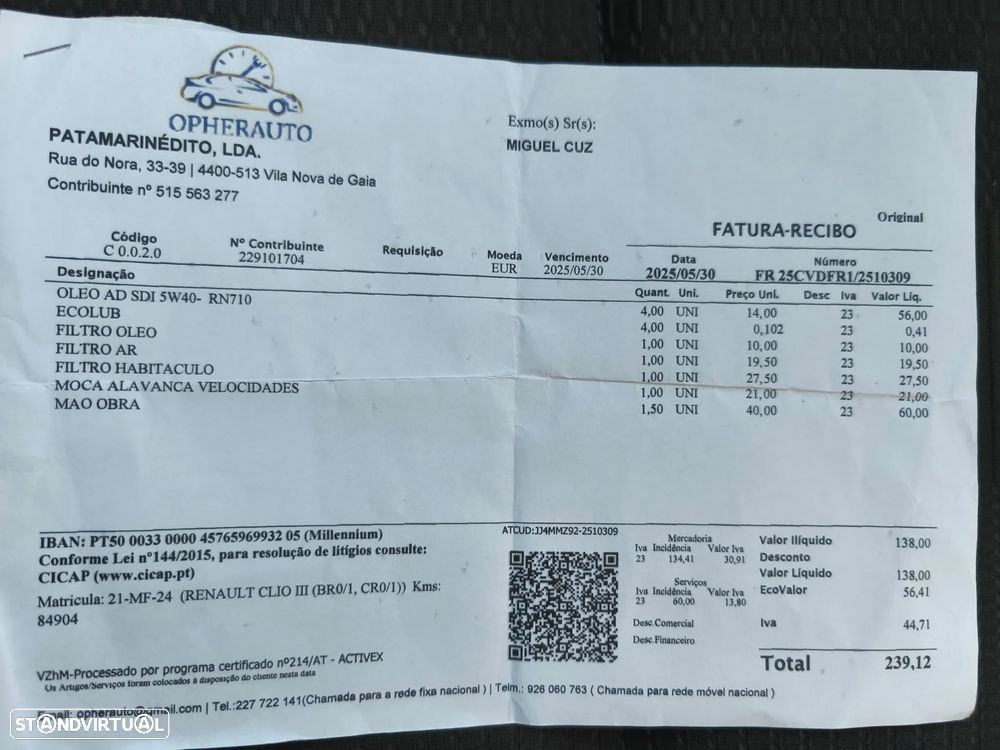 OPHERAUTO
PATAMARINÉDITO, LDA.
Rua do Nora, 33-39 | 4400-513 Vila Nova de Gaia
Contribuinte nº 515 563 277
Exmo(s) Sr(s):
MIGUEL CUZ
Original
FATURA-RECIBO
Código Nº Contribuinte Requisição Moeda Vencimento Data Número
C 0.0.2.0 229101704 EUR 2025/05/30 2025/05/30 FR 25CVDFR1/2510309
Designação Quant. Uni. Preço Uni. Desc Iva Valor Líq.
OLEO AD SDI 5W40- RN710 4,00 UNI 14,00 23 56,00
ECOLUB 4,00 UNI 0,102 23 0,41
FILTRO OLEO 1,00 UNI 10,00 23 10,00
FILTRO AR 1,00 UNI 19,50 23 19,50
FILTRO HABITACULO 1,00 UNI 27,50 23 27,50
MOCA ALAVANCA VELOCIDADES 1,00 UNI 21,00 23 21,00
MAO OBRA 1,50 UNI 40,00 23 60,00
IBAN: PT50 0033 0000 45765969932 05 (Millennium)
Conforme Lei nº144/2015, para resolução de litígios consulte:
CICAP (www.cicap.pt)
Matricula: 21-MF-24 (RENAULT CLIO III (BR0/1, CR0/1)) Kms:
84904
ATCUD:JJ4MMZ92-2510309
Mercadoria
Iva Incidência Valor Iva
23 134,41 30,91
Serviços
Iva Incidência Valor Iva
23 60,00 13,80
Desc.Comercial
Desc.Financeiro
Valor Ilíquido 138,00
Desconto
Valor Líquido 138,00
EcoValor 56,41
Iva 44,71
Total 239,12
VZhM-Processado por programa certificado nº214/AT - ACTIVEX
Os Artigos/Serviços foram colocados à disposição do cliente nesta data
Email: opherauto@gmail.com | Tel.:227 722 141(Chamada para a rede fixa nacional ) | Telm.: 926 060 763 ( Chamada para rede móvel nacional )
STANDVIRTUAL